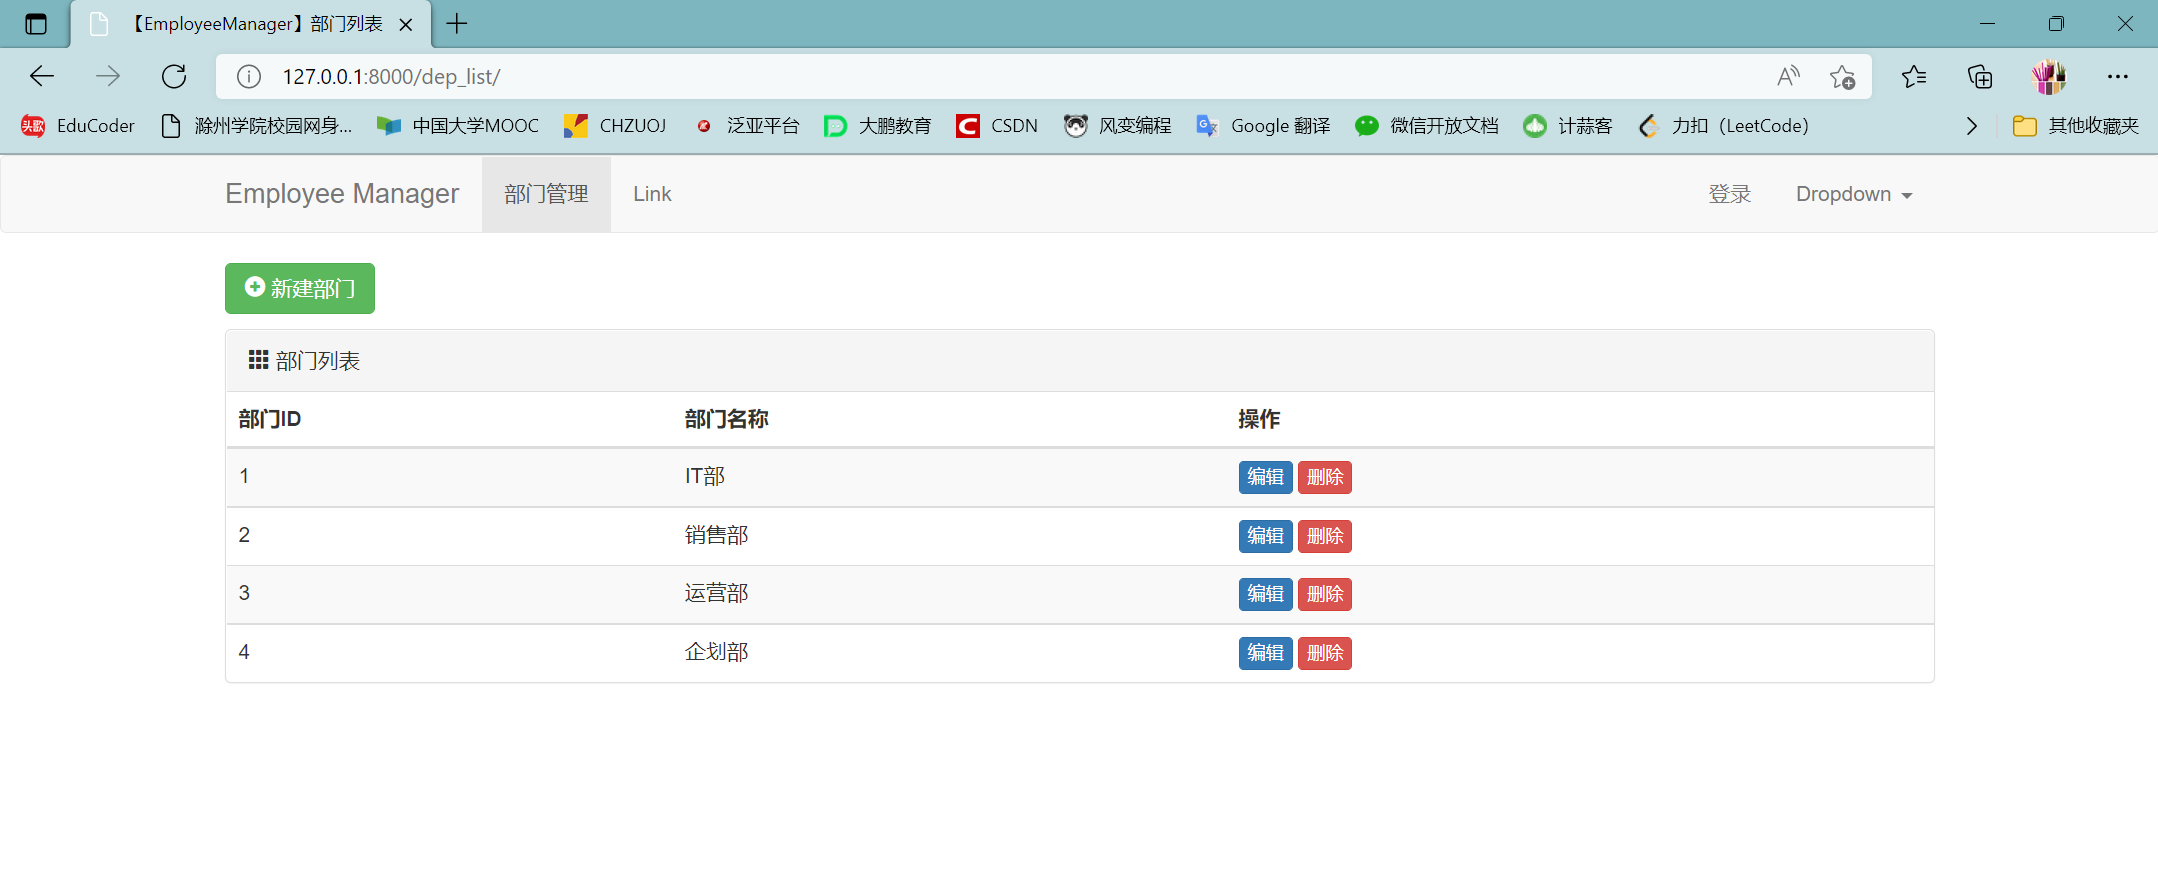 【EmployeeManager】部门列表
127.0.0.1:8000/dep_list/
头歌 EduCoder 滁州学院校园网身... 中国大学MOOC CHZUOJ 泛亚平台 大鹏教育 CSDN 风变编程 Google 翻译 微信开放文档 计蒜客 力扣（LeetCode） 其他收藏夹
Employee Manager 部门管理 Link 登录 Dropdown
新建部门
部门列表
部门ID 部门名称 操作
1 IT部 编辑 删除
2 销售部 编辑 删除
3 运营部 编辑 删除
4 企划部 编辑 删除